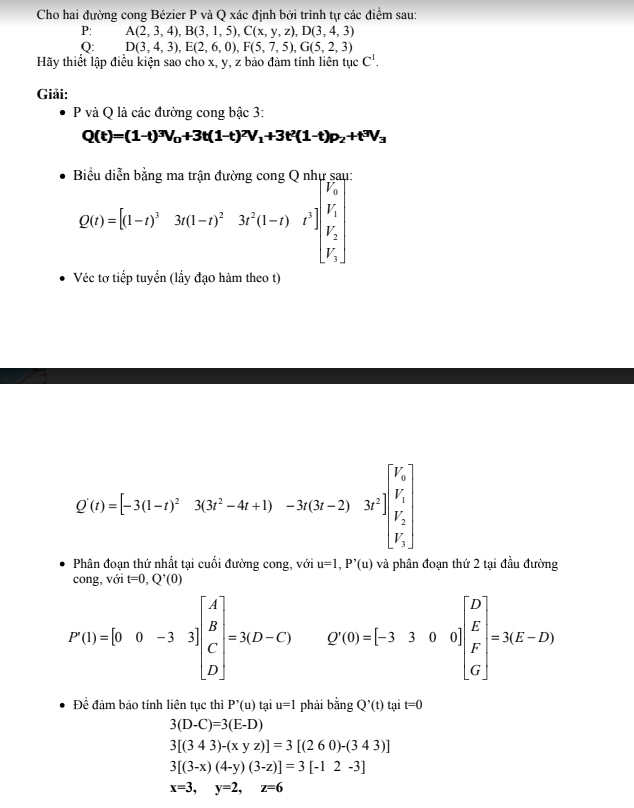 Cho hai đường cong Bézier P và Q xác định bởi trình tự các điểm sau:
P: A(2, 3, 4), B(3, 1, 5), C(x, y, z), D(3, 4, 3)
Q: D(3, 4, 3), E(2, 6, 0), F(5, 7, 5), G(5, 2, 3)
Hãy thiết lập điều kiện sao cho x, y, z bảo đảm tính liên tục C¹.
Giải:
• P và Q là các đường cong bậc 3:
Q(t)=(1-t)³V₀+3t(1-t)²V₁+3t²(1-t)p₂+t³V₃
• Biểu diễn bằng ma trận đường cong Q như sau:
Q(t) = [(1−t)³ 3t(1−t)² 3t²(1−t) t³] [V₀ V₁ V₂ V₃]
• Véc tơ tiếp tuyến (lấy đạo hàm theo t)
Q'(t) = [−3(1−t)² 3(3t² − 4t + 1) −3t(3t − 2) 3t²] [V₀ V₁ V₂ V₃]
• Phân đoạn thứ nhất tại cuối đường cong, với u=1, P’(u) và phân đoạn thứ 2 tại đầu đường
cong, với t=0, Q’(0)
P'(1) = [0 0 −3 3] [A B C D] = 3(D − C) Q'(0) = [−3 3 0 0] [D E F G] = 3(E − D)
• Để đảm bảo tính liên tục thì P’(u) tại u=1 phải bằng Q’(t) tại t=0
3(D-C)=3(E-D)
3[(3 4 3)-(x y z)] = 3 [(2 6 0)-(3 4 3)]
3[(3-x) (4-y) (3-z)] = 3 [-1 2 -3]
x=3, y=2, z=6